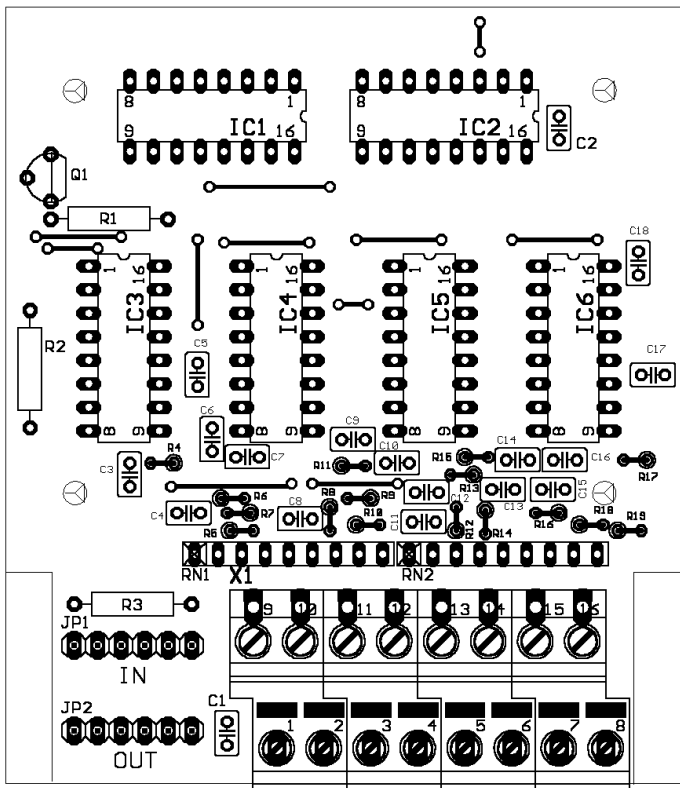 8 1 8 1
IC1 IC2
9 16 9 16
C2
Q1
R1
C18
1 16 1 16 1 16 1 16
IC3 IC4 IC5 IC6
R2
C5
C17
8 9 8 9 8 9 8 9
C6
C9
R4
C7
R15
C14
C16
R17
C3
R11
C10
R13
R6
R8
R9
C12
C13
C15
C4
R7
C8
R5
R10
C11
R12
R14
R16
R18
R19
RN1
X1
RN2
R3
9 10 11 12 13 14 15 16
JP1
IN
JP2
C1
OUT
1 2 3 4 5 6 7 8